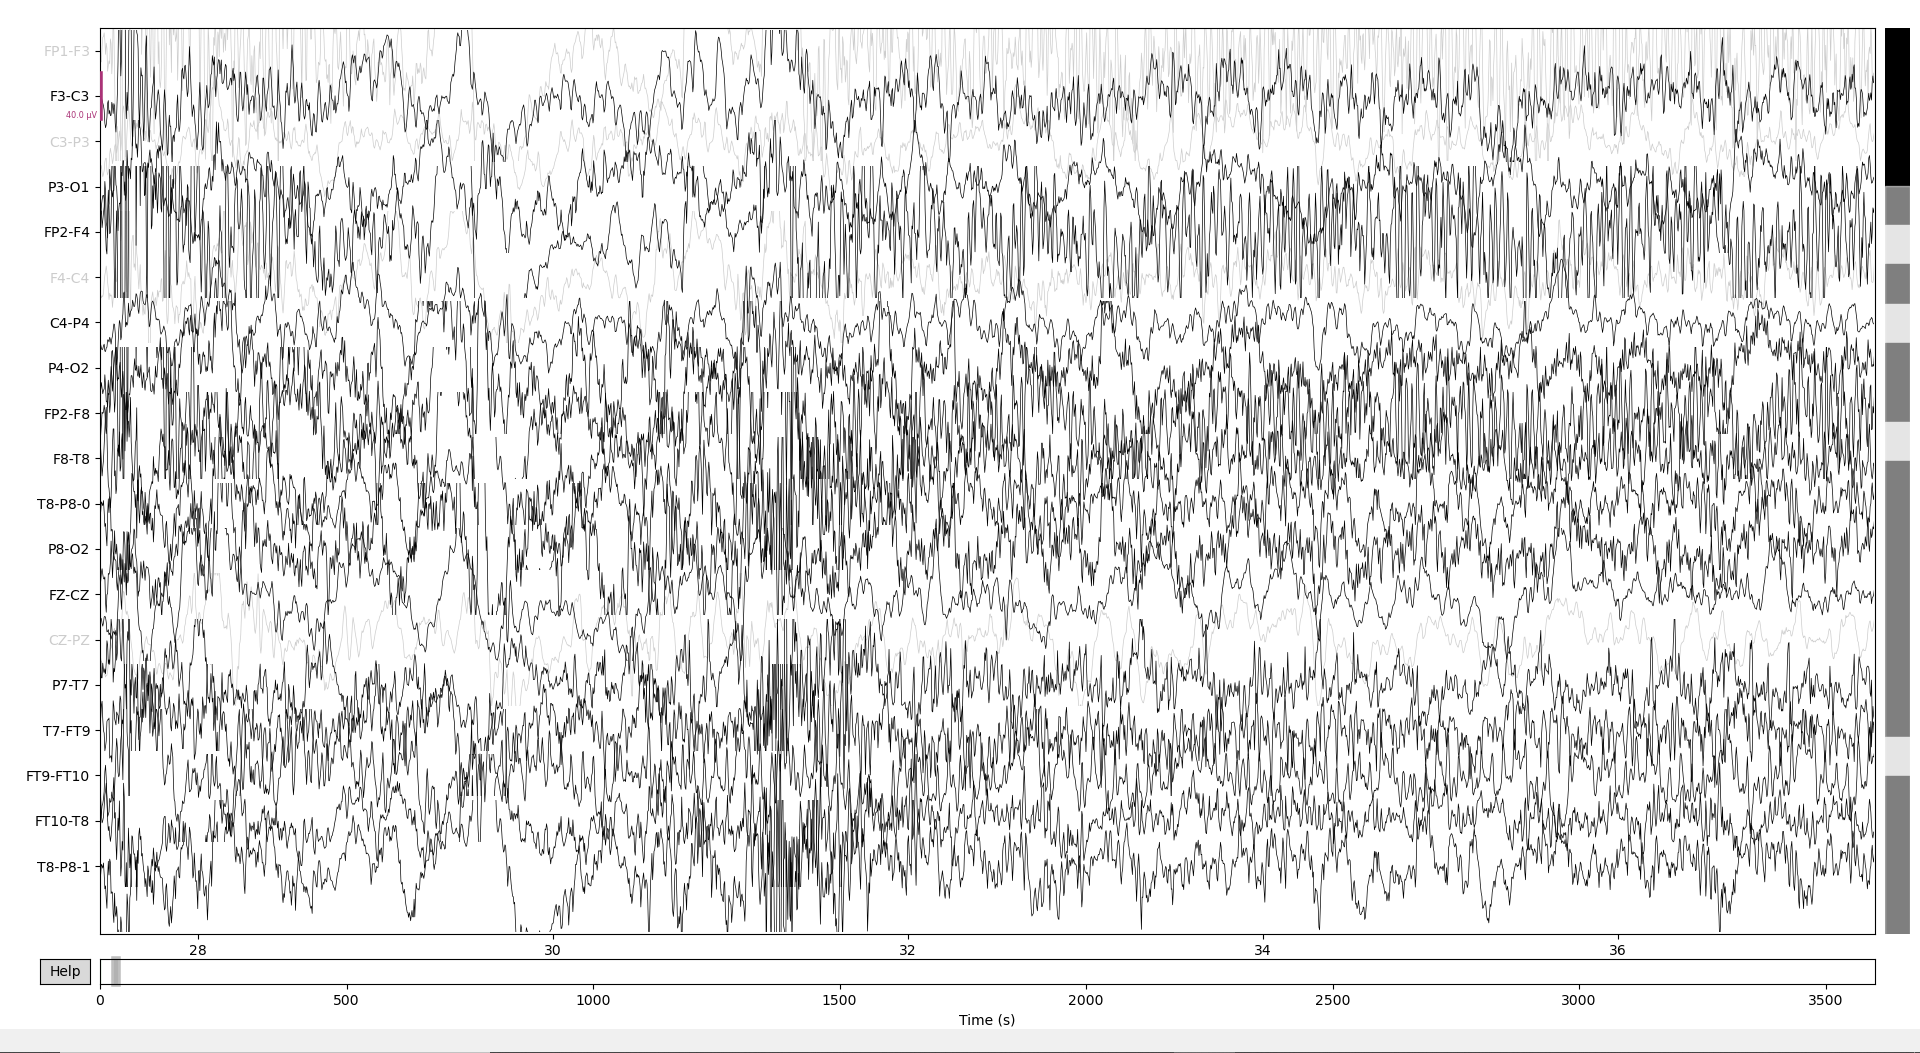 FP1-F3
F3-C3
40.0 µV
C3-P3
P3-O1
FP2-F4
F4-C4
C4-P4
P4-O2
FP2-F8
F8-T8
T8-P8-0
P8-O2
FZ-CZ
CZ-PZ
P7-T7
T7-FT9
FT9-FT10
FT10-T8
T8-P8-1
28 30 32 34 36
Help
0 500 1000 1500 2000 2500 3000 3500
Time (s)